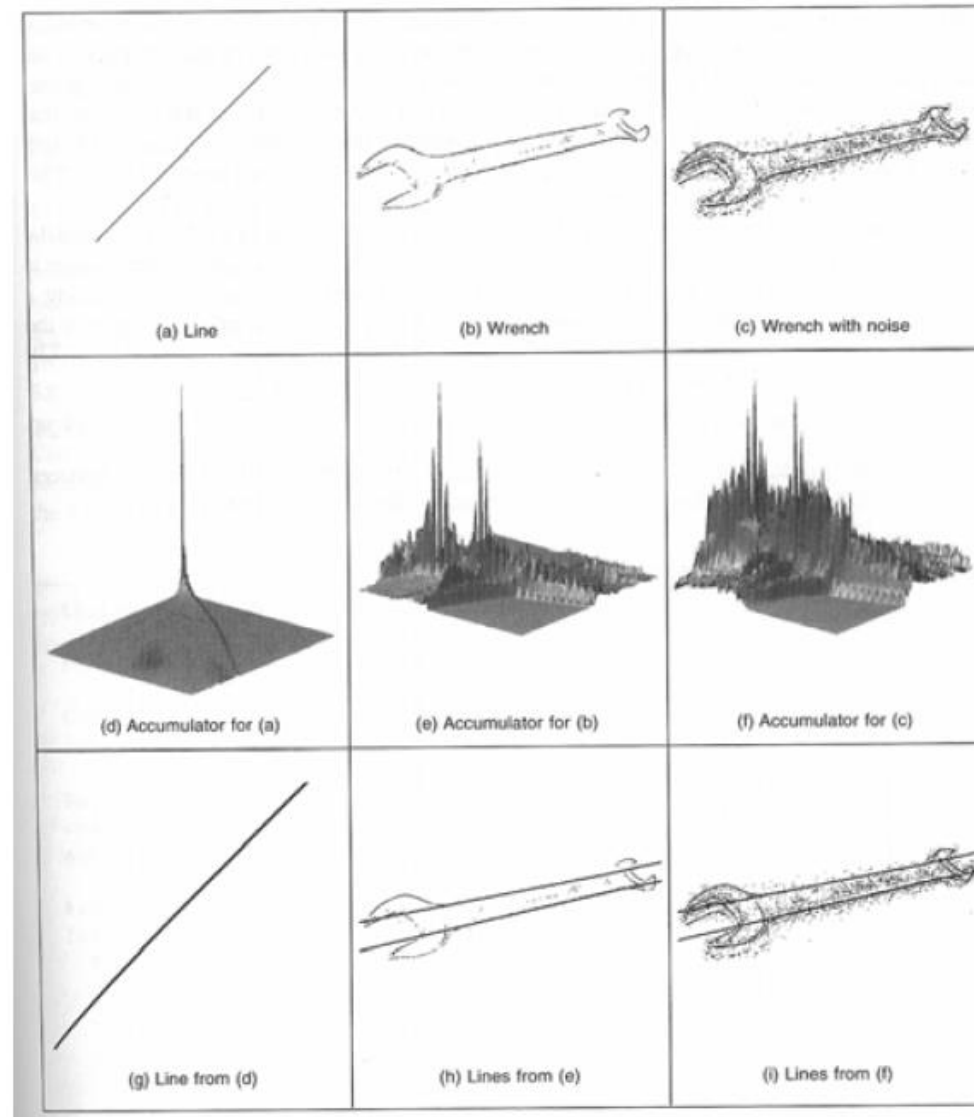 (a) Line
(b) Wrench
(c) Wrench with noise
(d) Accumulator for (a)
(e) Accumulator for (b)
(f) Accumulator for (c)
(g) Line from (d)
(h) Lines from (e)
(i) Lines from (f)